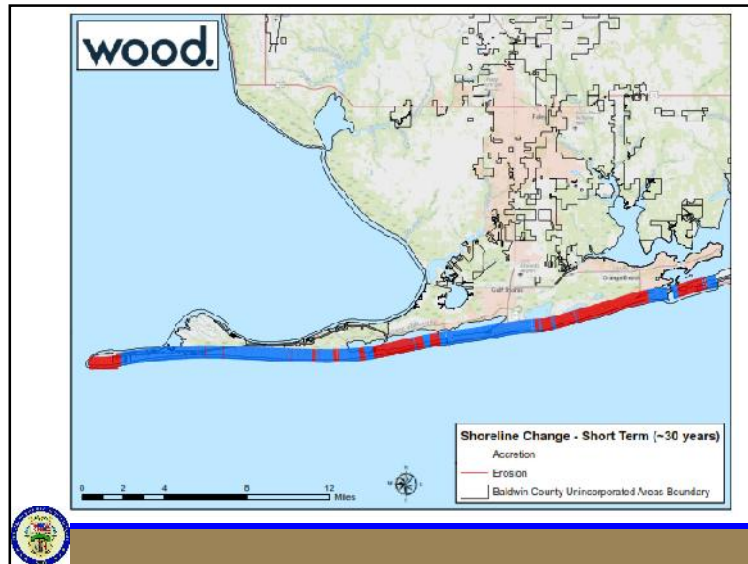 wood.
Foley
Gulf Shores
Orange Beach
Shoreline Change - Short Term (~30 years)
Accretion
Erosion
Baldwin County Unincorporated Areas Boundary
0 2 4 8 12
Miles